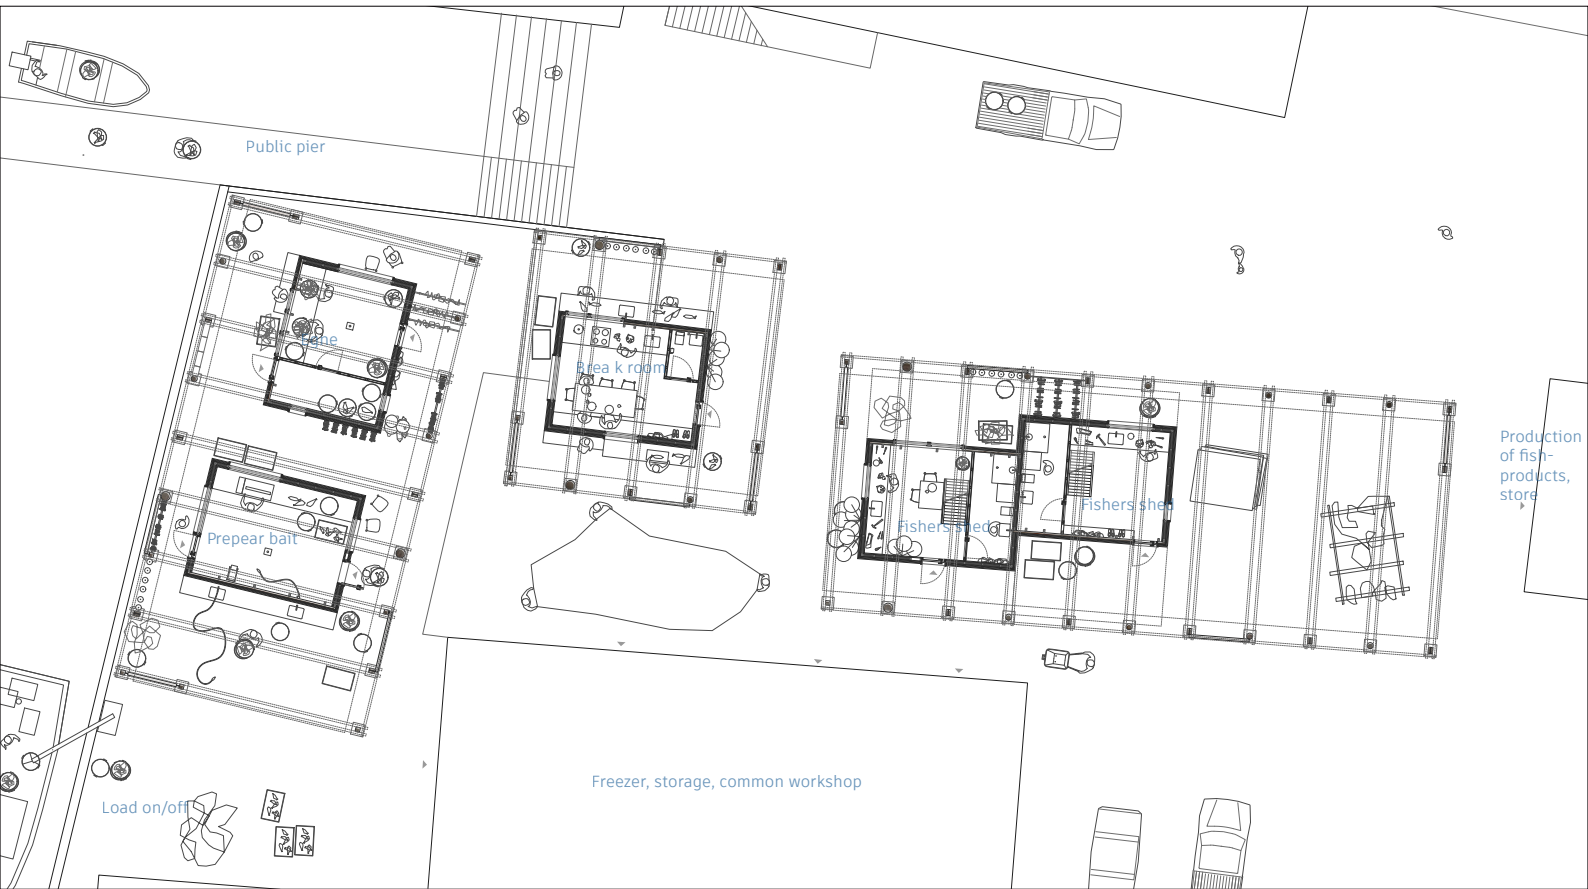 Public pier
Egne
Brea k room
Production
of fish-
products,
store
Fishers shed
Fishers shed
Prepear bait
Freezer, storage, common workshop
Load on/off